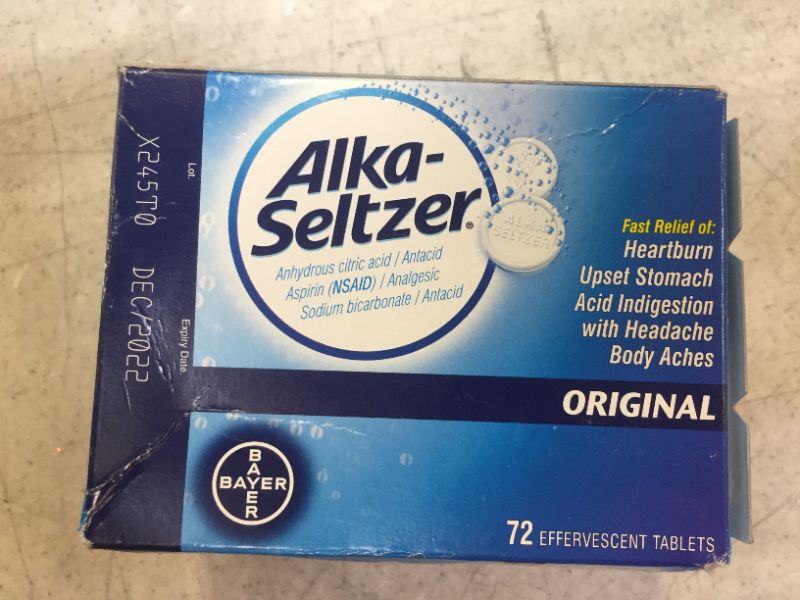 Lot.
X245T0
Expiry Date
DEC/2022
Alka-
Seltzer®
Anhydrous citric acid / Antacid
Aspirin (NSAID) / Analgesic
Sodium bicarbonate / Antacid
ALKA
SELTZER
Fast Relief of:
Heartburn
Upset Stomach
Acid Indigestion
with Headache
Body Aches
ORIGINAL
BAYER
BAYER
72 EFFERVESCENT TABLETS